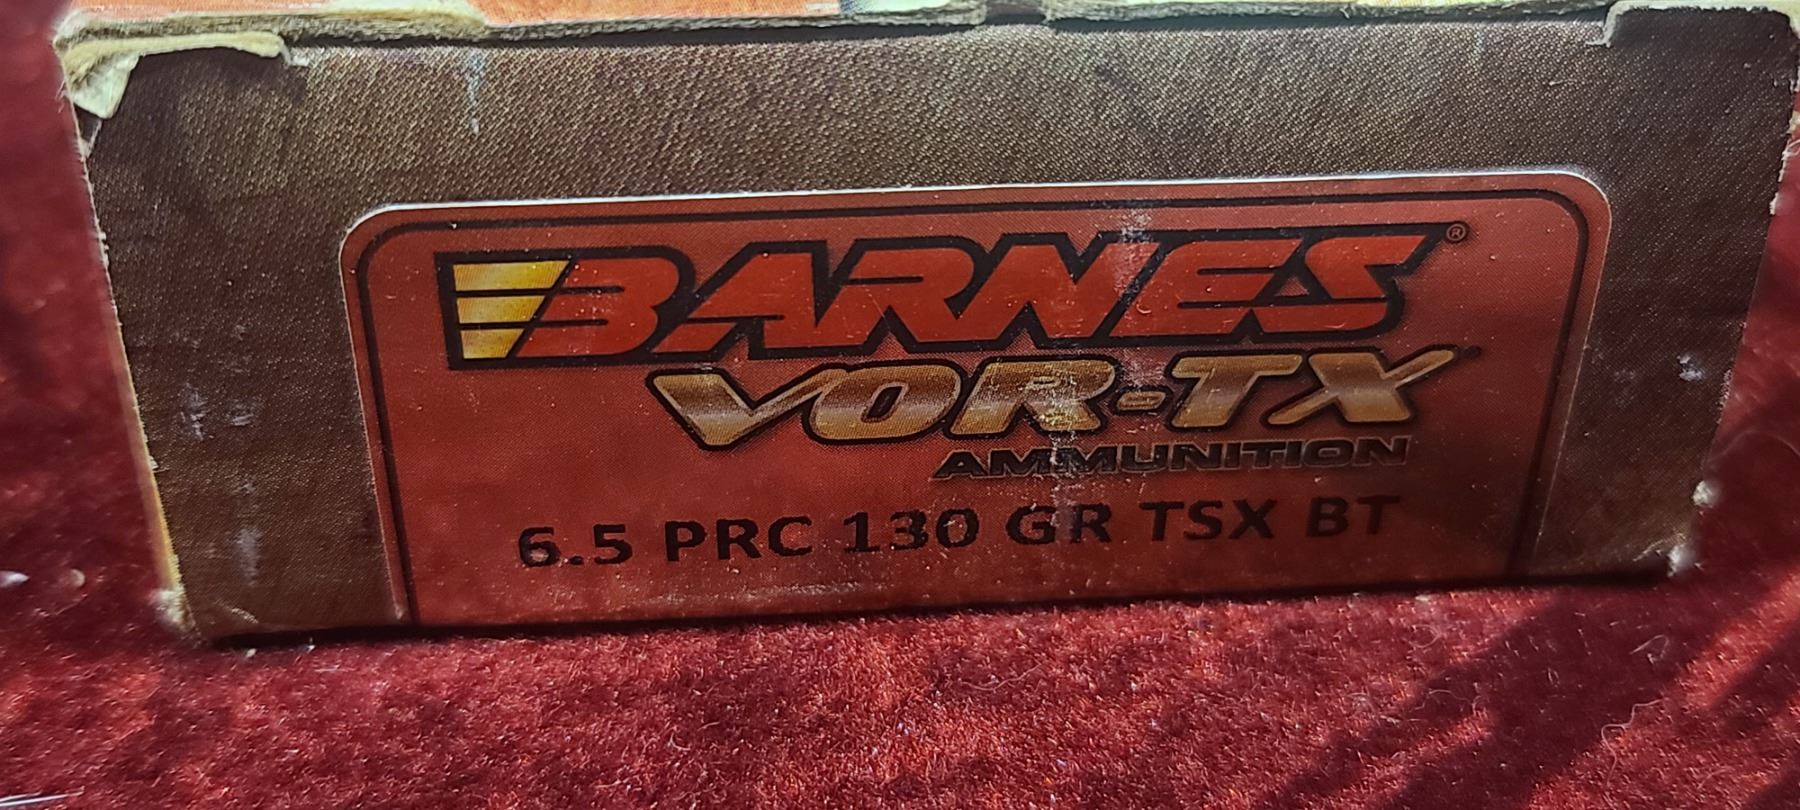 BARNES®
VOR-TX
AMMUNITION
6.5 PRC 130 GR TSX BT